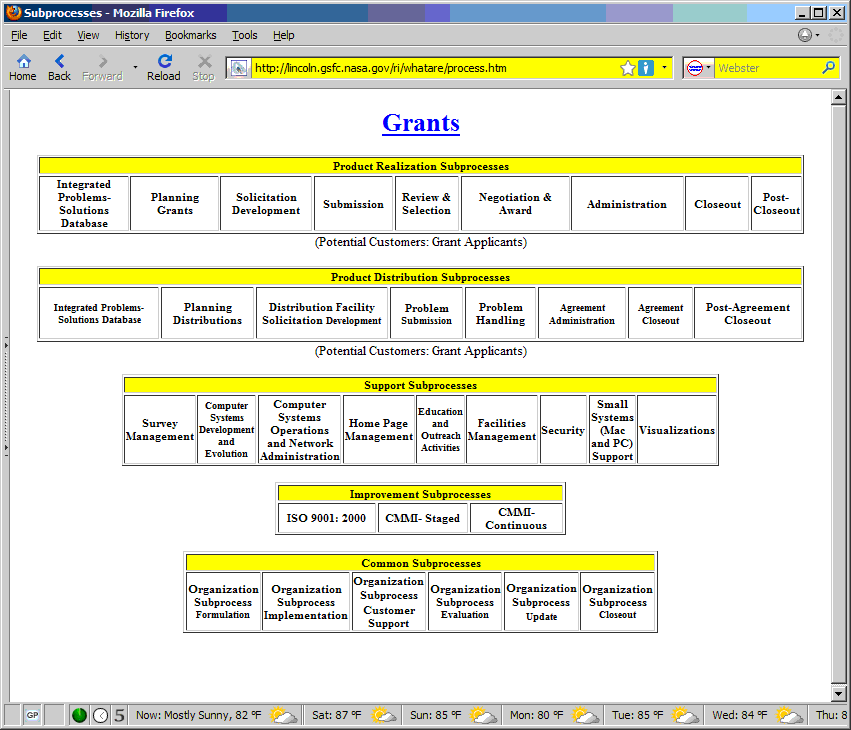 Subprocesses - Mozilla Firefox
File Edit View History Bookmarks Tools Help
Home Back Forward Reload Stop http://lincoln.gsfc.nasa.gov/ri/whatare/process.htm Webster
Grants
Product Realization Subprocesses
Integrated Problems-Solutions Database
Planning Grants
Solicitation Development
Submission
Review & Selection
Negotiation & Award
Administration
Closeout
Post-Closeout
(Potential Customers: Grant Applicants)
Product Distribution Subprocesses
Integrated Problems-Solutions Database
Planning Distributions
Distribution Facility Solicitation Development
Problem Submission
Problem Handling
Agreement Administration
Agreement Closeout
Post-Agreement Closeout
(Potential Customers: Grant Applicants)
Support Subprocesses
Survey Management
Computer Systems Development and Evolution
Computer Systems Operations and Network Administration
Home Page Management
Education and Outreach Activities
Facilities Management
Security
Small Systems (Mac and PC) Support
Visualizations
Improvement Subprocesses
ISO 9001: 2000
CMMI- Staged
CMMI- Continuous
Common Subprocesses
Organization Subprocess Formulation
Organization Subprocess Implementation
Organization Subprocess Customer Support
Organization Subprocess Evaluation
Organization Subprocess Update
Organization Subprocess Closeout
GP 5 Now: Mostly Sunny, 82 °F Sat: 87 °F Sun: 85 °F Mon: 80 °F Tue: 85 °F Wed: 84 °F Thu: 8